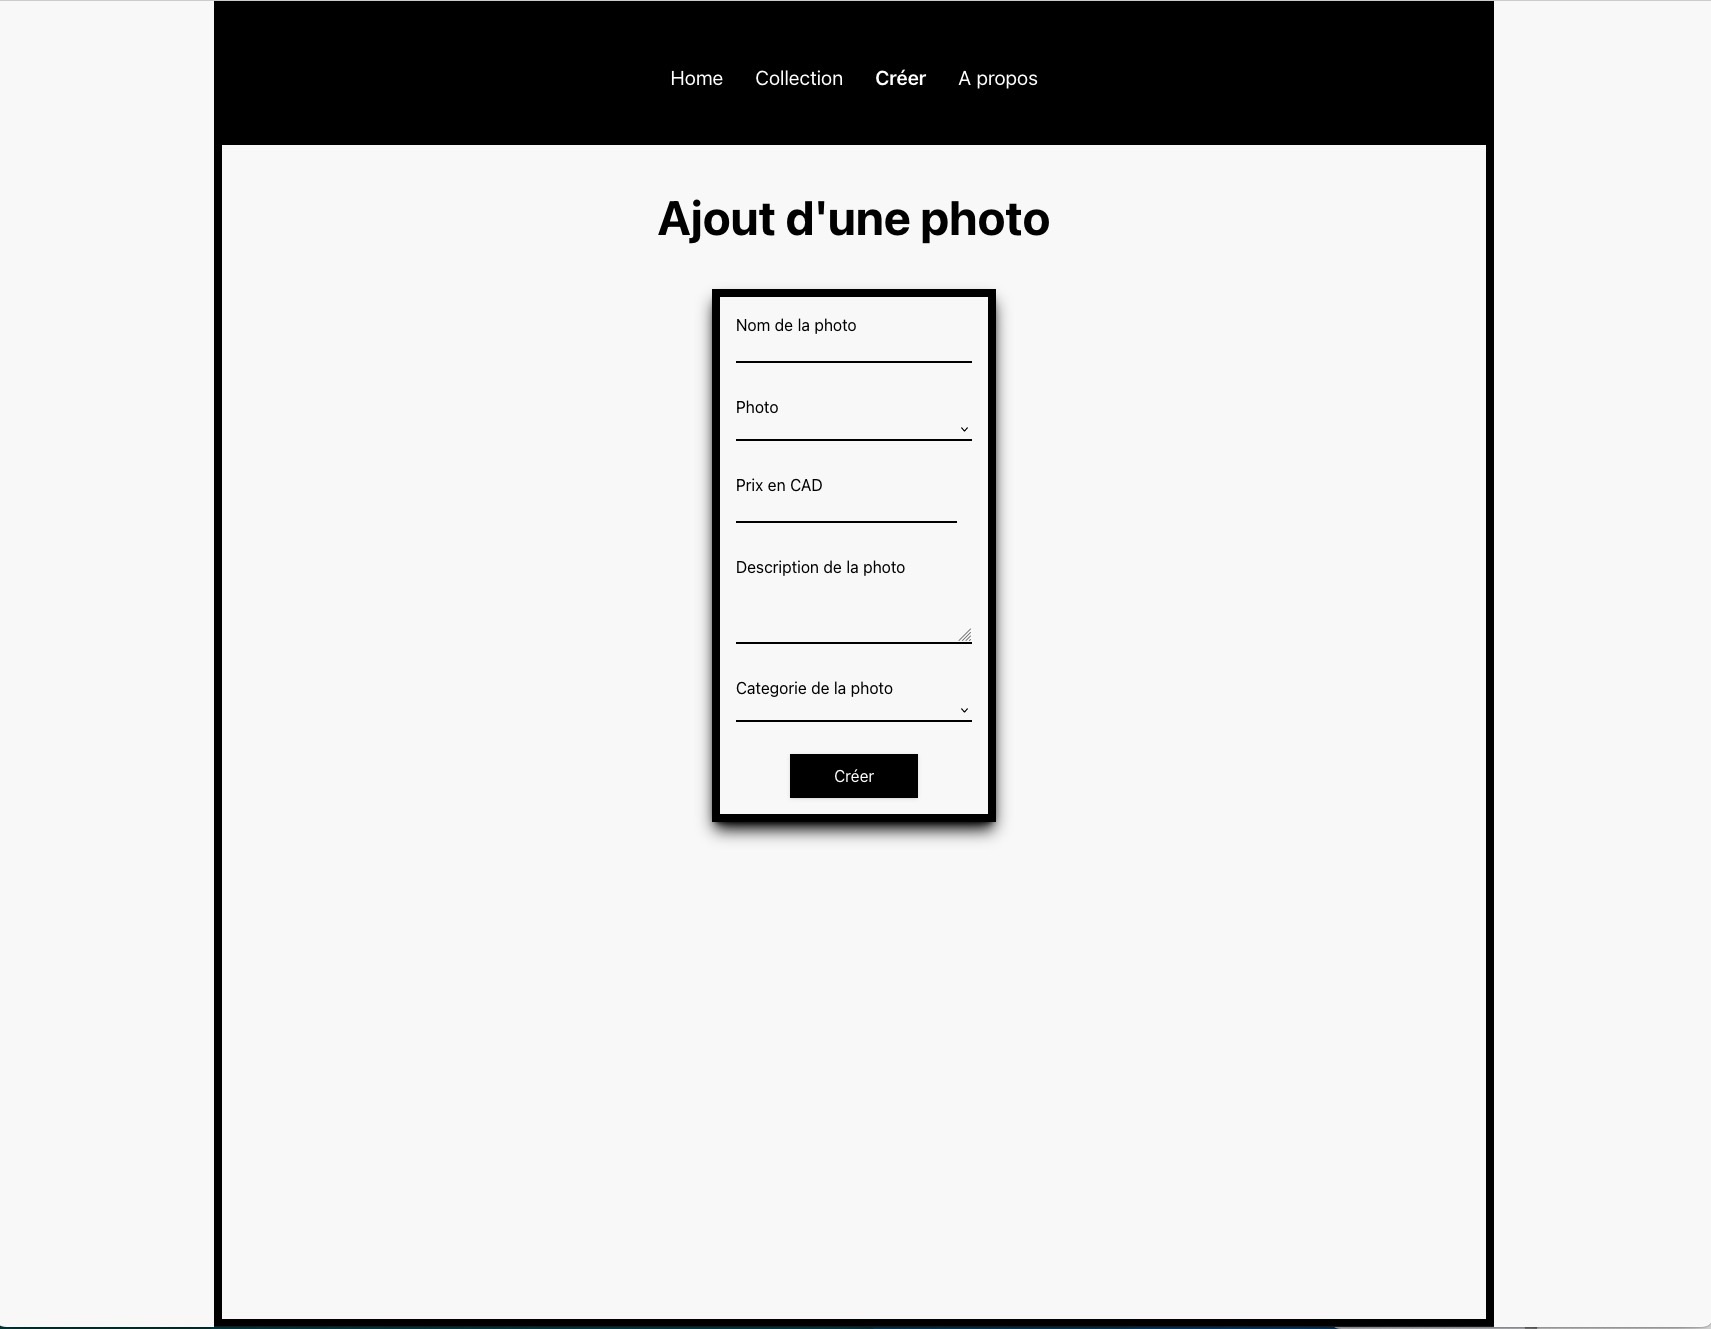 Home Collection Créer A propos
Ajout d'une photo
Nom de la photo
Photo
Prix en CAD
Description de la photo
Categorie de la photo
Créer